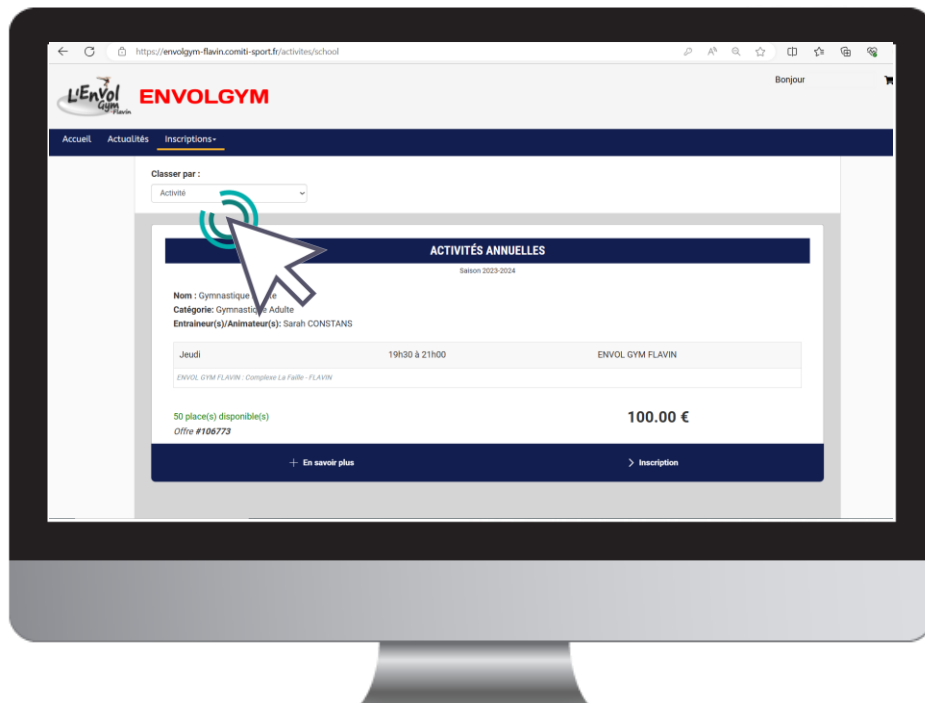 https://envolgym-flavin.comiti-sport.fr/activites/school
Bonjour
L'Envol
Gym
Flavin
ENVOLGYM
Accueil Actualités Inscriptions
Classer par :
Activité
ACTIVITÉS ANNUELLES
Saison 2023-2024
Nom : Gymnastique
Catégorie: Gymnastique Adulte
Entraineur(s)/Animateur(s): Sarah CONSTANS
Jeudi 19h30 à 21h00 ENVOL GYM FLAVIN
ENVOL GYM FLAVIN : Complexe La Faille - FLAVIN
50 place(s) disponible(s) 100.00 €
Offre #106773
+ En savoir plus > Inscription